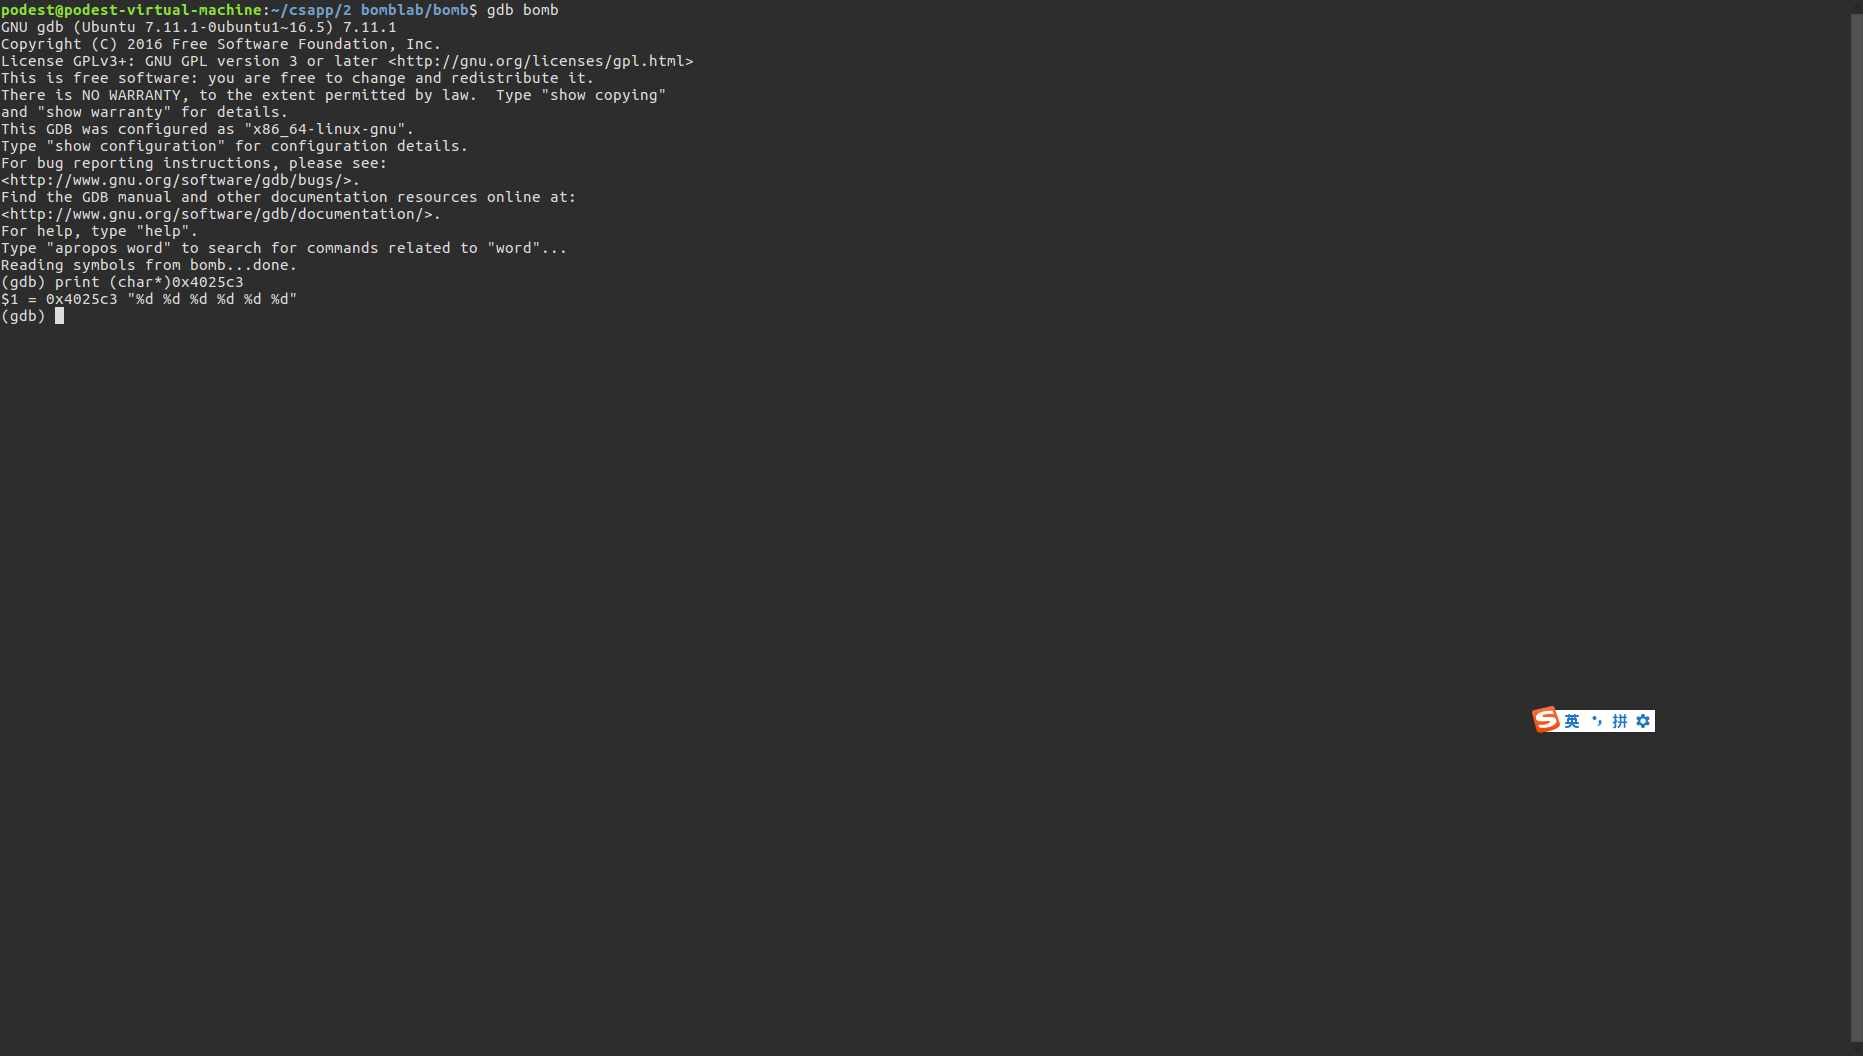 podest@podest-virtual-machine:~/csapp/2 bomblab/bomb$ gdb bomb
GNU gdb (Ubuntu 7.11.1-0ubuntu1~16.5) 7.11.1
Copyright (C) 2016 Free Software Foundation, Inc.
License GPLv3+: GNU GPL version 3 or later <http://gnu.org/licenses/gpl.html>
This is free software: you are free to change and redistribute it.
There is NO WARRANTY, to the extent permitted by law.  Type "show copying"
and "show warranty" for details.
This GDB was configured as "x86_64-linux-gnu".
Type "show configuration" for configuration details.
For bug reporting instructions, please see:
<http://www.gnu.org/software/gdb/bugs/>.
Find the GDB manual and other documentation resources online at:
<http://www.gnu.org/software/gdb/documentation/>.
For help, type "help".
Type "apropos word" to search for commands related to "word"...
Reading symbols from bomb...done.
(gdb) print (char*)0x4025c3
$1 = 0x4025c3 "%d %d %d %d %d %d"
(gdb)
S 英 •, 拼